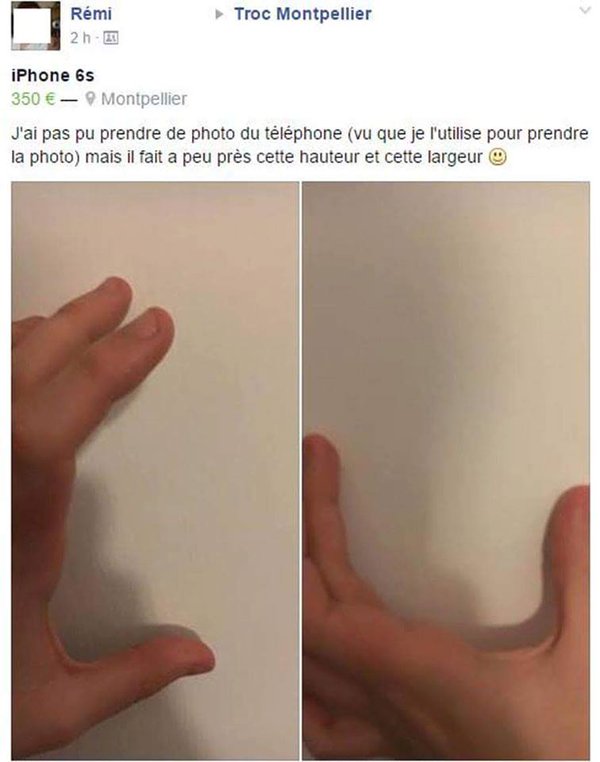 Rémi ▸ Troc Montpellier
2 h ·
iPhone 6s
350 € — Montpellier
J'ai pas pu prendre de photo du téléphone (vu que je l'utilise pour prendre
la photo) mais il fait a peu près cette hauteur et cette largeur 🙂